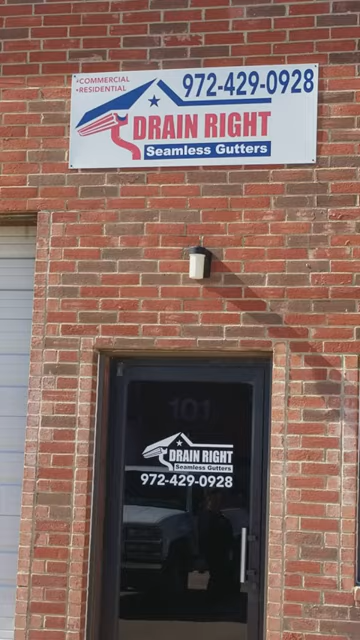 •COMMERCIAL
•RESIDENTIAL
972-429-0928
DRAIN RIGHT
Seamless Gutters
101
DRAIN RIGHT
Seamless Gutters
972-429-0928